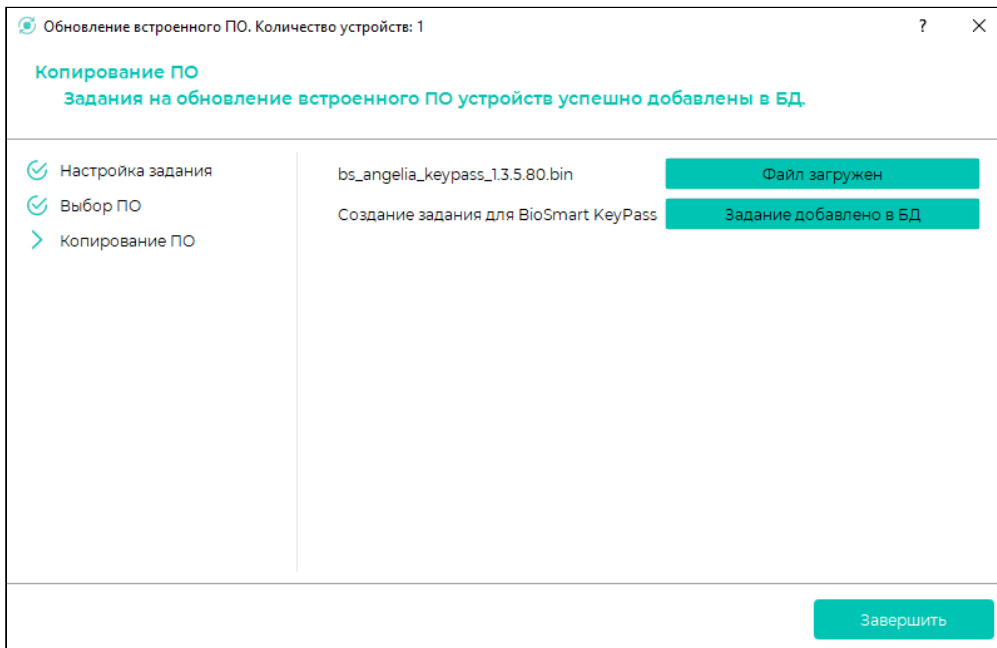 Обновление встроенного ПО. Количество устройств: 1
?
Копирование ПО
Задания на обновление встроенного ПО устройств успешно добавлены в БД.
Настройка задания
Выбор ПО
Копирование ПО
bs_angelia_keypass_1.3.5.80.bin
Файл загружен
Создание задания для BioSmart KeyPass
Задание добавлено в БД
Завершить